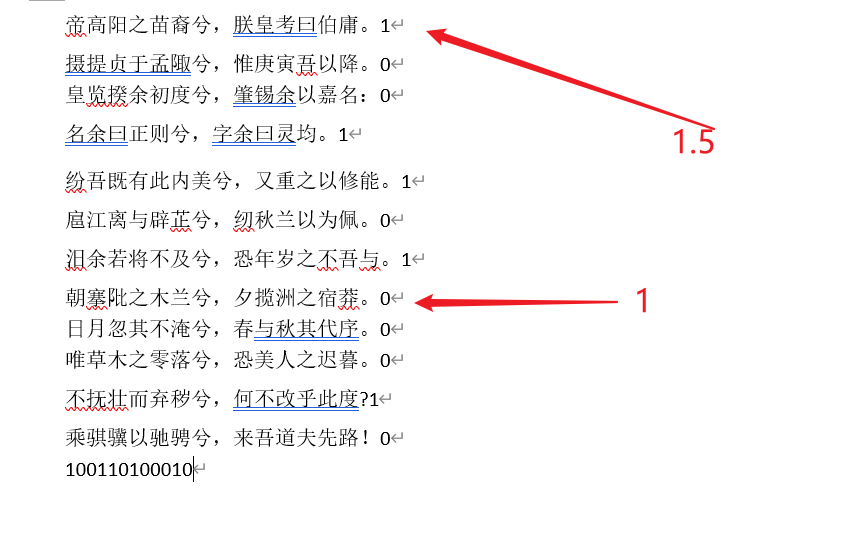 帝高阳之苗裔兮，朕皇考曰伯庸。1↵
1.5
摄提贞于孟陬兮，惟庚寅吾以降。0↵
皇览揆余初度兮，肇锡余以嘉名：0↵
名余曰正则兮，字余曰灵均。1↵
纷吾既有此内美兮，又重之以修能。1↵
扈江离与辟芷兮，纫秋兰以为佩。0↵
汨余若将不及兮，恐年岁之不吾与。1↵
朝搴阰之木兰兮，夕揽洲之宿莽。0↵
1
日月忽其不淹兮，春与秋其代序。0↵
唯草木之零落兮，恐美人之迟暮。0↵
不抚壮而弃秽兮，何不改乎此度?1↵
乘骐骥以驰骋兮，来吾道夫先路！0↵
100110100010↵